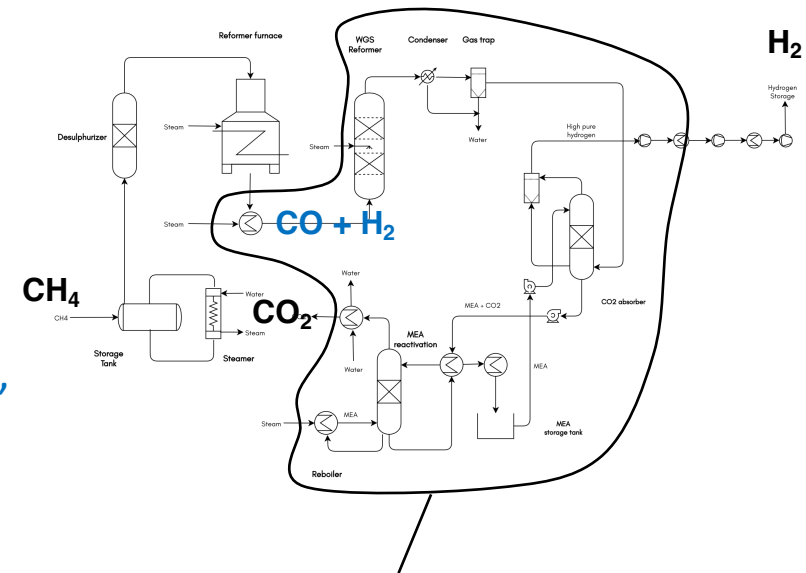 Reformer furnace
WGS
Reformer
Condenser
Gas trap
H₂
Hydrogen
Storage
Desulphurizer
Steam
High pure
hydrogen
Steam
Water
Steam
CO + H₂
CH₄
CH4
Water
Steam
Storage
Tank
Steamer
Water
CO₂
Water
MEA + CO2
CO2 absorber
MEA
reactivation
MEA
Steam
MEA
MEA
storage tank
Reboiler
,